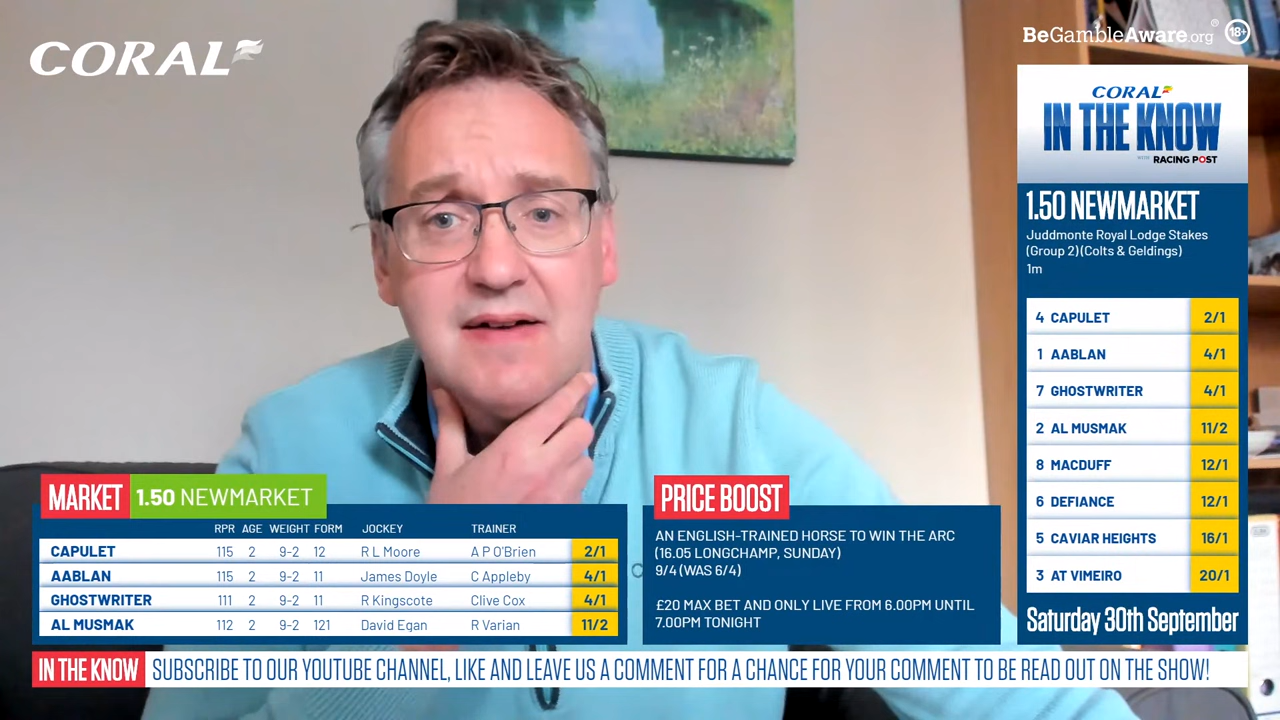 CORAL
BeGambleAware.org® 18+
CORAL
IN THE KNOW
WITH RACING POST
1.50 NEWMARKET
Juddmonte Royal Lodge Stakes
(Group 2)(Colts & Geldings)
1m
4 CAPULET 2/1
1 AABLAN 4/1
7 GHOSTWRITER 4/1
2 AL MUSMAK 11/2
8 MACDUFF 12/1
6 DEFIANCE 12/1
5 CAVIAR HEIGHTS 16/1
3 AT VIMEIRO 20/1
Saturday 30th September
MARKET 1.50 NEWMARKET
RPR AGE WEIGHT FORM JOCKEY TRAINER
CAPULET 115 2 9-2 12 R L Moore A P O'Brien 2/1
AABLAN 115 2 9-2 11 James Doyle C Appleby 4/1
GHOSTWRITER 111 2 9-2 11 R Kingscote Clive Cox 4/1
AL MUSMAK 112 2 9-2 121 David Egan R Varian 11/2
PRICE BOOST
AN ENGLISH-TRAINED HORSE TO WIN THE ARC
(16.05 LONGCHAMP, SUNDAY)
9/4 (WAS 6/4)
£20 MAX BET AND ONLY LIVE FROM 6.00PM UNTIL
7.00PM TONIGHT
IN THE KNOW SUBSCRIBE TO OUR YOUTUBE CHANNEL, LIKE AND LEAVE US A COMMENT FOR A CHANCE FOR YOUR COMMENT TO BE READ OUT ON THE SHOW!